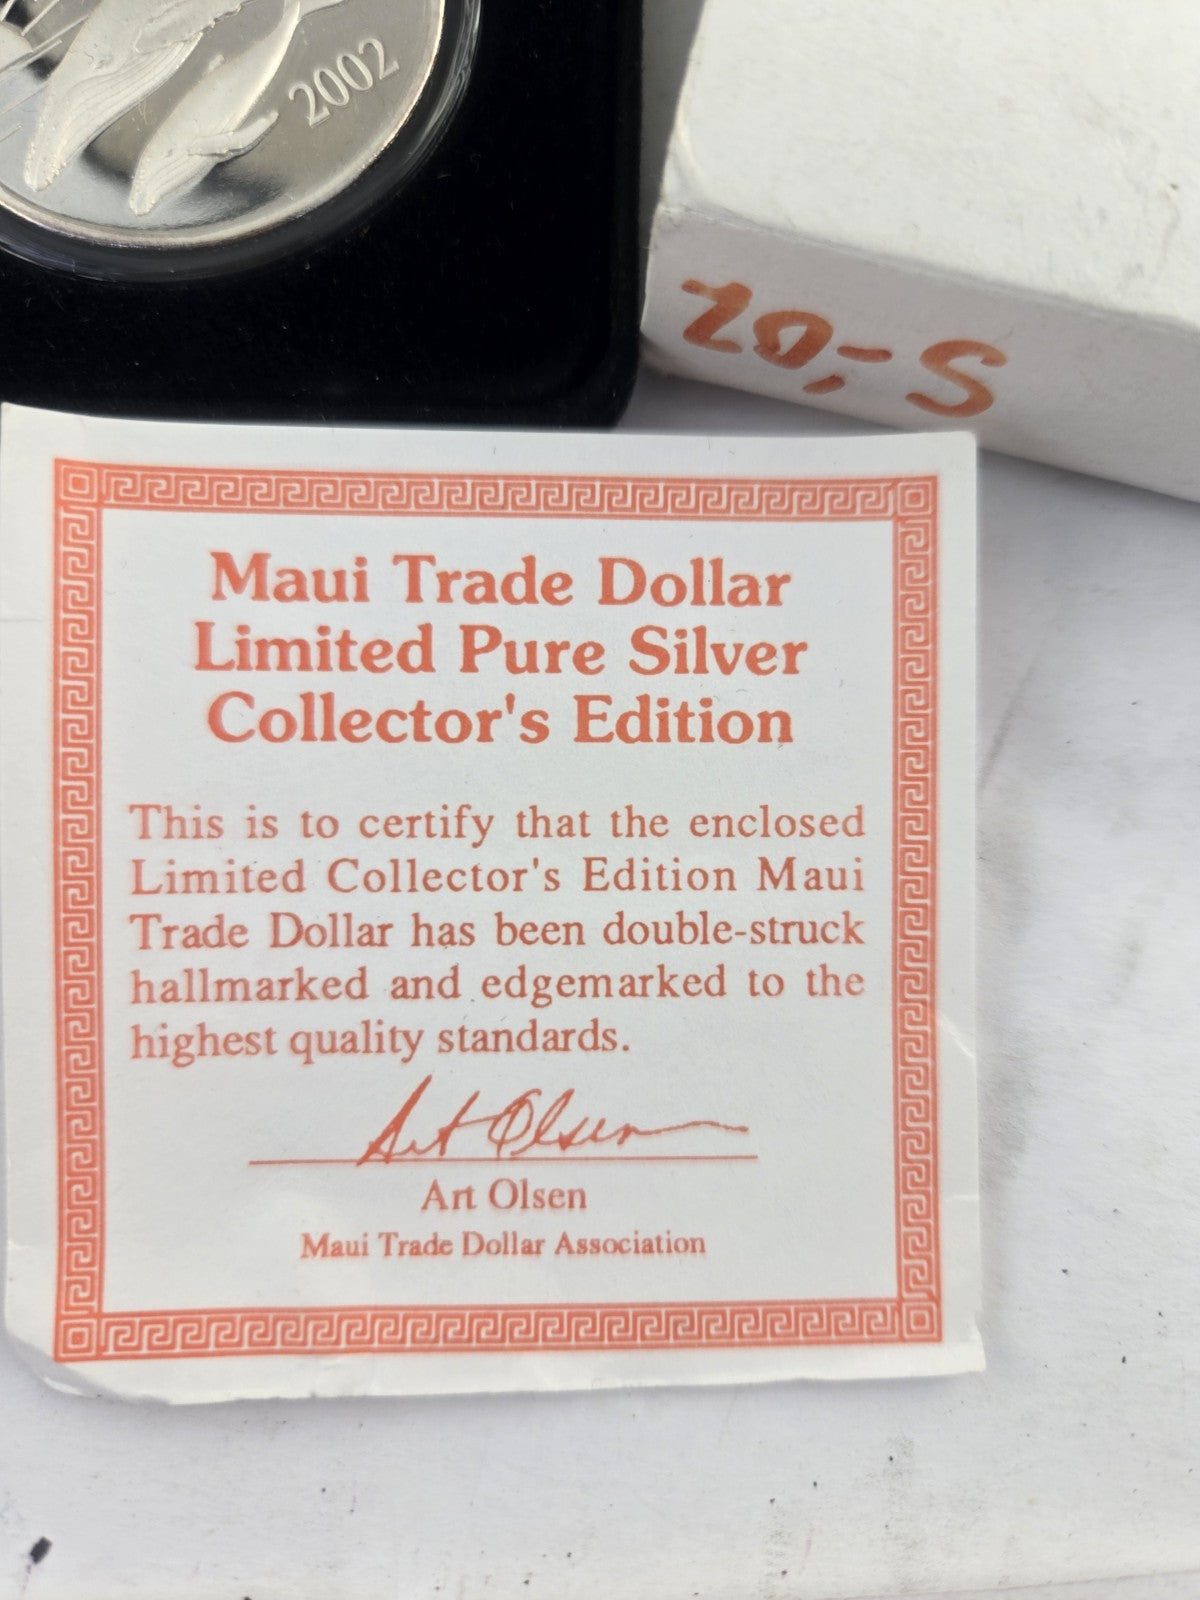 2002
20,- S
Maui Trade Dollar
Limited Pure Silver
Collector's Edition
This is to certify that the enclosed
Limited Collector's Edition Maui
Trade Dollar has been double-struck
hallmarked and edgemarked to the
highest quality standards.
Art Olsen
Art Olsen
Maui Trade Dollar Association